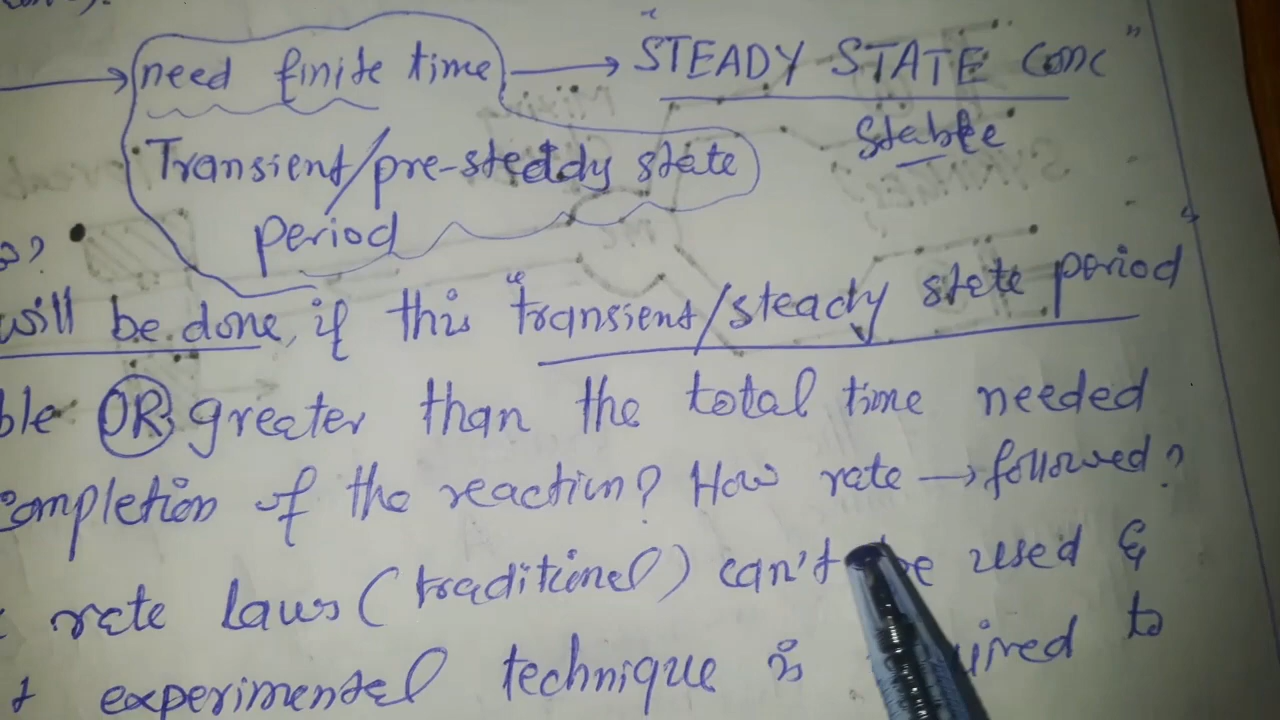 need finite time → "STEADY STATE conc"
Stable
Transient/pre-steady state
period
will be done, if this "transient/steady state period"
OR greater than the total time needed
completion of the reaction? How rate → followed?
rate laws (traditional) can't be used &
experimental technique is required to